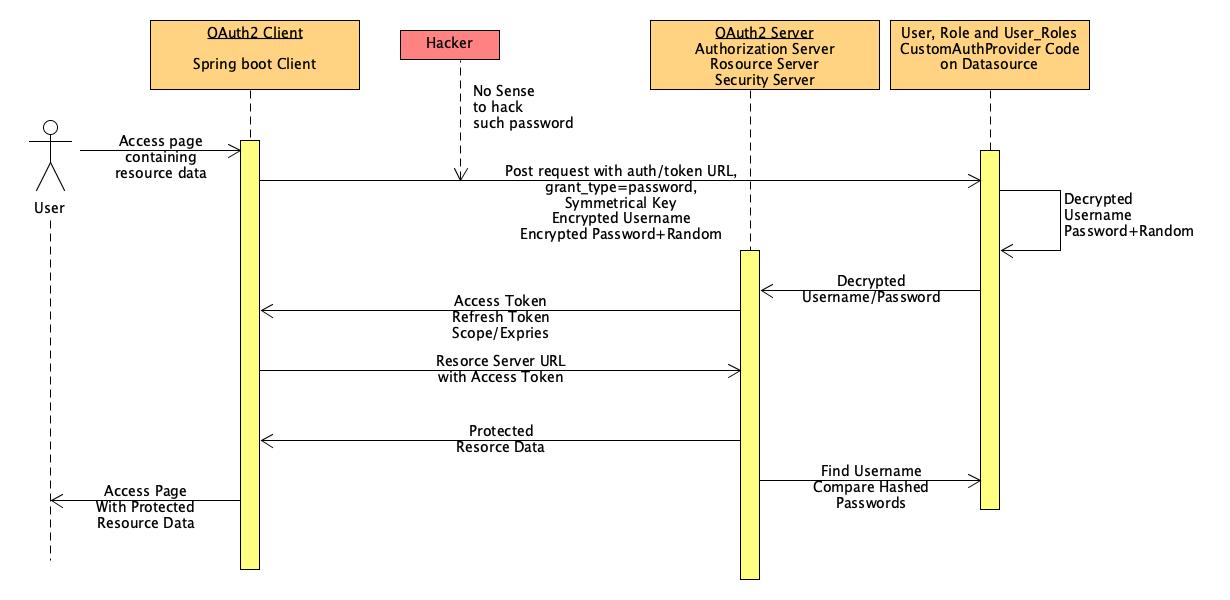 OAuth2 Client
Spring boot Client
Hacker
OAuth2 Server
Authorization Server
Rosource Server
Security Server
User, Role and User_Roles
CustomAuthProvider Code
on Datasource
No Sense
to hack
such password
User
Access page
containing
resource data
Post request with auth/token URL,
grant_type=password,
Symmetrical Key
Encrypted Username
Encrypted Password+Random
Decrypted
Username
Password+Random
Decrypted
Username/Password
Access Token
Refresh Token
Scope/Expries
Resorce Server URL
with Access Token
Protected
Resorce Data
Find Username
Compare Hashed
Passwords
Access Page
With Protected
Resource Data